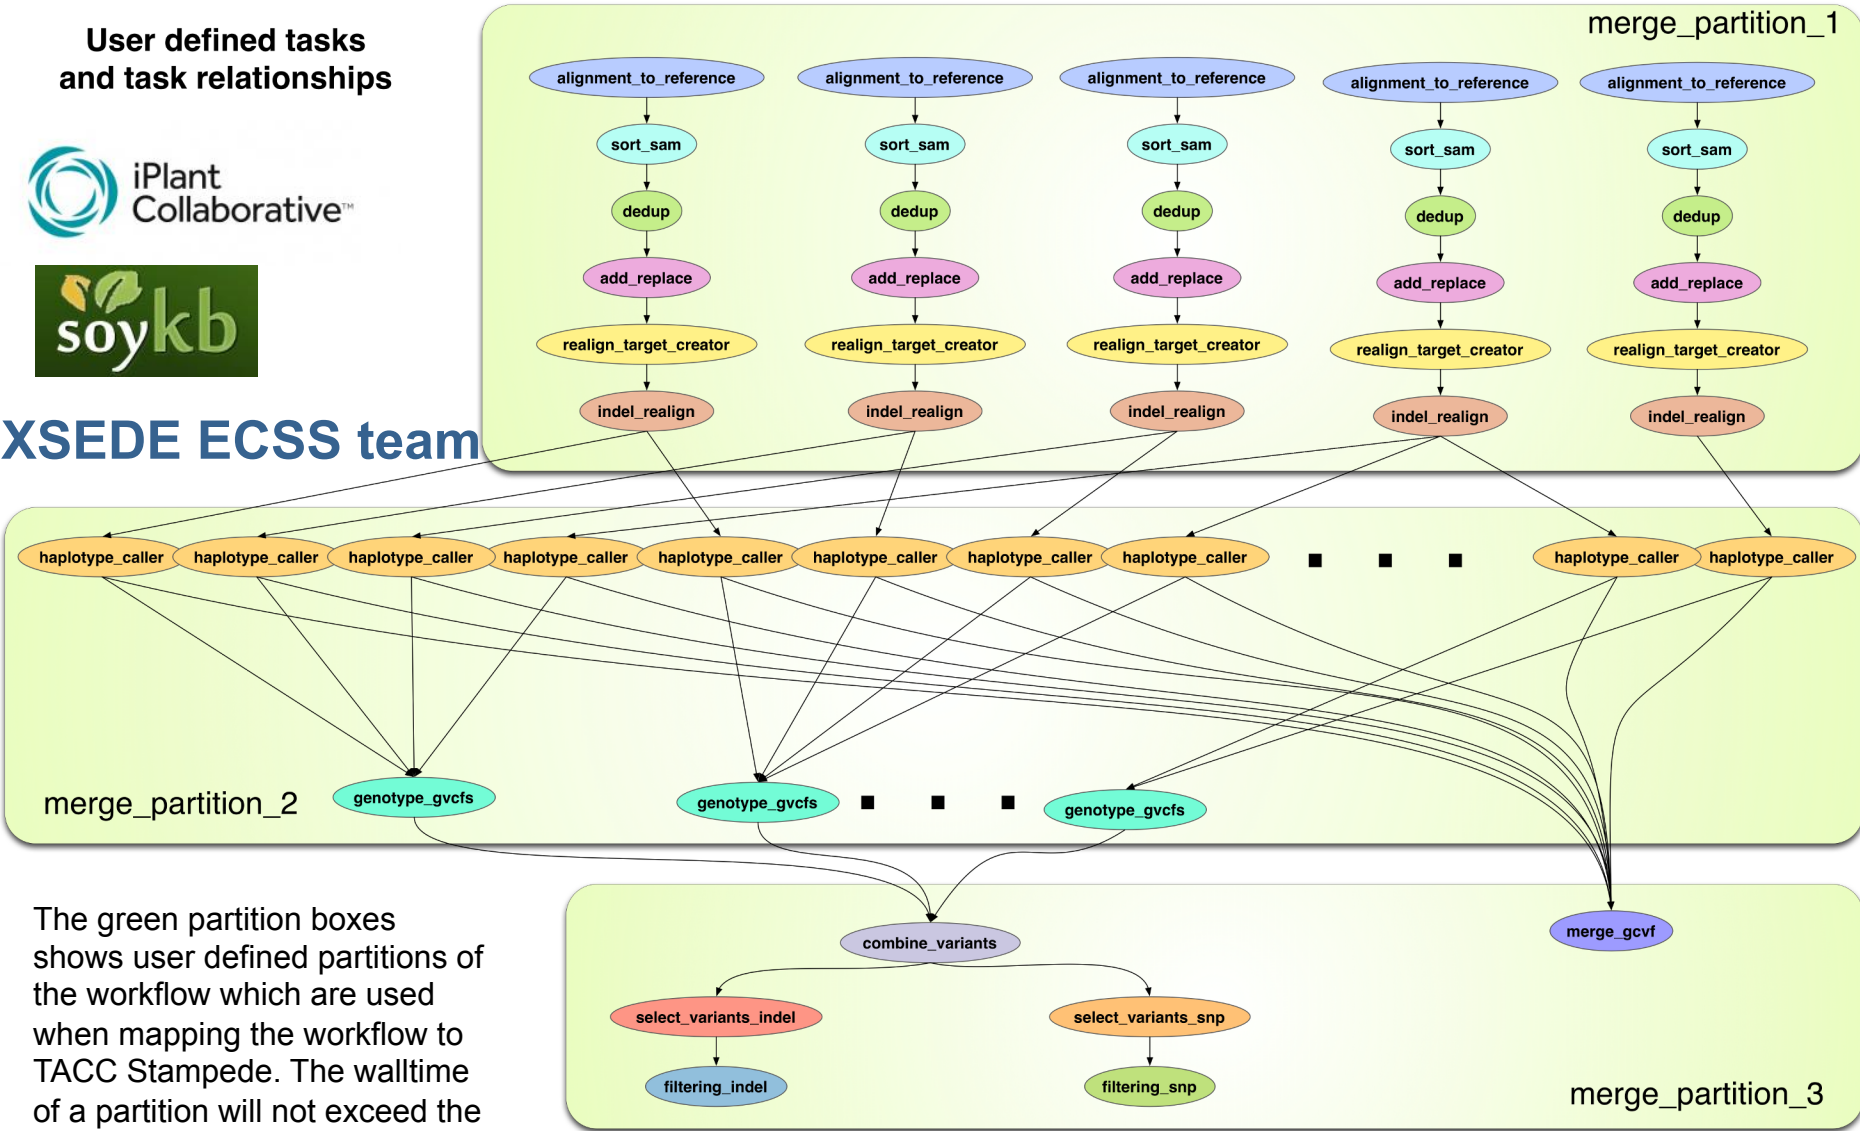 User defined tasks
and task relationships
iPlant
Collaborative™
soykb
XSEDE ECSS team
merge_partition_1
alignment_to_reference alignment_to_reference alignment_to_reference alignment_to_reference alignment_to_reference
sort_sam sort_sam sort_sam sort_sam sort_sam
dedup dedup dedup dedup dedup
add_replace add_replace add_replace add_replace add_replace
realign_target_creator realign_target_creator realign_target_creator realign_target_creator realign_target_creator
indel_realign indel_realign indel_realign indel_realign indel_realign
haplotype_caller haplotype_caller haplotype_caller haplotype_caller haplotype_caller haplotype_caller haplotype_caller haplotype_caller haplotype_caller haplotype_caller
merge_partition_2
genotype_gvcfs genotype_gvcfs genotype_gvcfs
The green partition boxes
shows user defined partitions of
the workflow which are used
when mapping the workflow to
TACC Stampede. The walltime
of a partition will not exceed the
combine_variants merge_gcvf
select_variants_indel select_variants_snp
filtering_indel filtering_snp
merge_partition_3